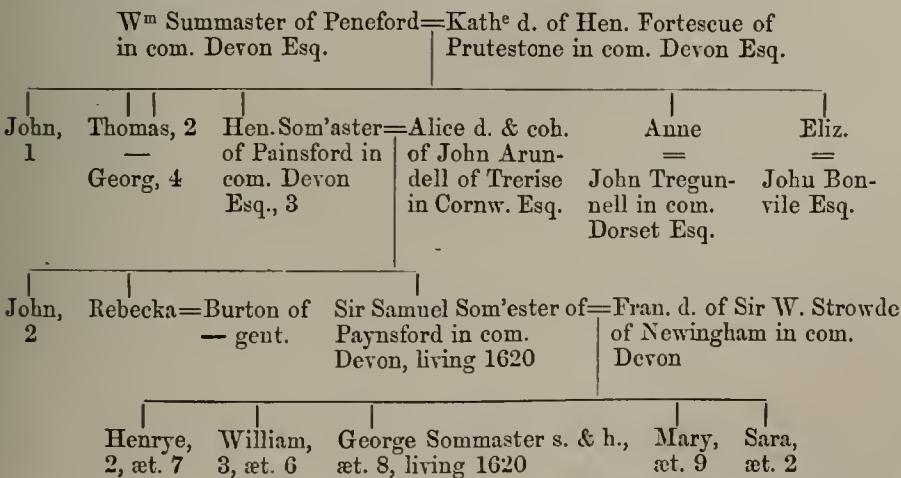 Wᵐ Summaster of Peneford=Katheᵉ d. of Hen. Fortescue of
in com. Devon Esq. Prutestone in com. Devon Esq.
John, Thomas, 2 Hen. Som'aster=Alice d. & coh. Anne Eliz.
1 — of Painsford in of John Arun- = =
Georg, 4 com. Devon dell of Trerise John Tregun- Johu Bon-
Esq., 3 in Cornw. Esq. nell in com. vile Esq.
Dorset Esq.
John, Rebecka=Burton of Sir Samuel Som'ester of=Fran. d. of Sir W. Strowde
2 — gent. Paynsford in com. of Newingham in com.
Devon, living 1620 Devon
Henrye, William, George Sommaster s. & h., Mary, Sara,
2, æt. 7 3, æt. 6 æt. 8, living 1620 æt. 9 æt. 2